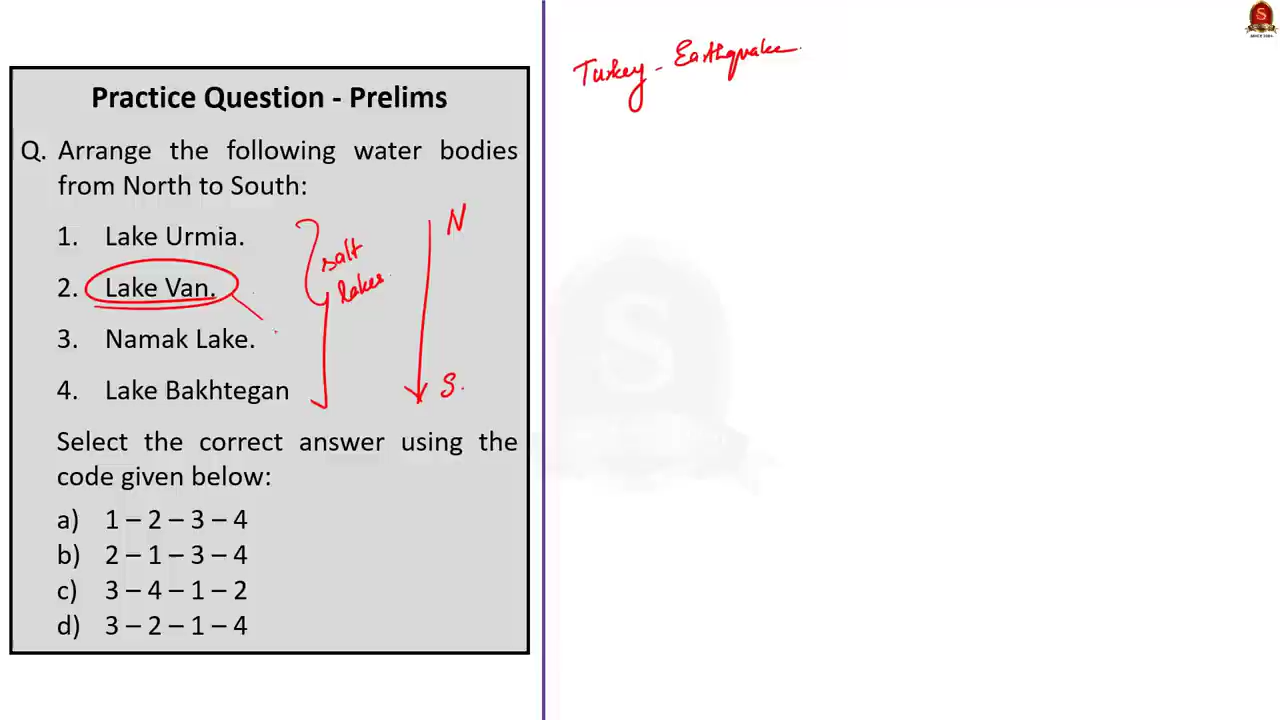 Practice Question - Prelims
Q. Arrange the following water bodies
from North to South:
1. Lake Urmia.
2. Lake Van.
3. Namak Lake.
4. Lake Bakhtegan
Select the correct answer using the
code given below:
a) 1 – 2 – 3 – 4
b) 2 – 1 – 3 – 4
c) 3 – 4 – 1 – 2
d) 3 – 2 – 1 – 4
salt
lakes
N
S.
Turkey - Earthquake
S
S